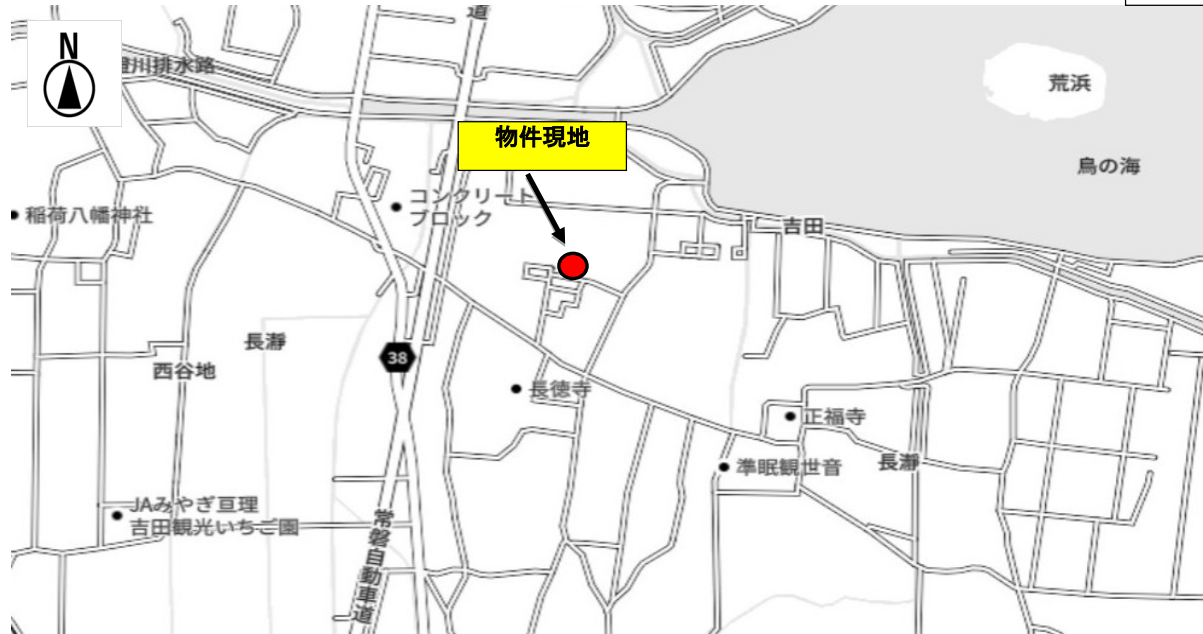 道
N
排水路
荒浜
物件現地
鳥の海
コンクリート
ブロック
稲荷八幡神社
吉田
長瀞
38
西谷地
長徳寺
正福寺
準眠観世音
長瀞
JAみやぎ亘理
吉田観光いちご園
常磐自動車道